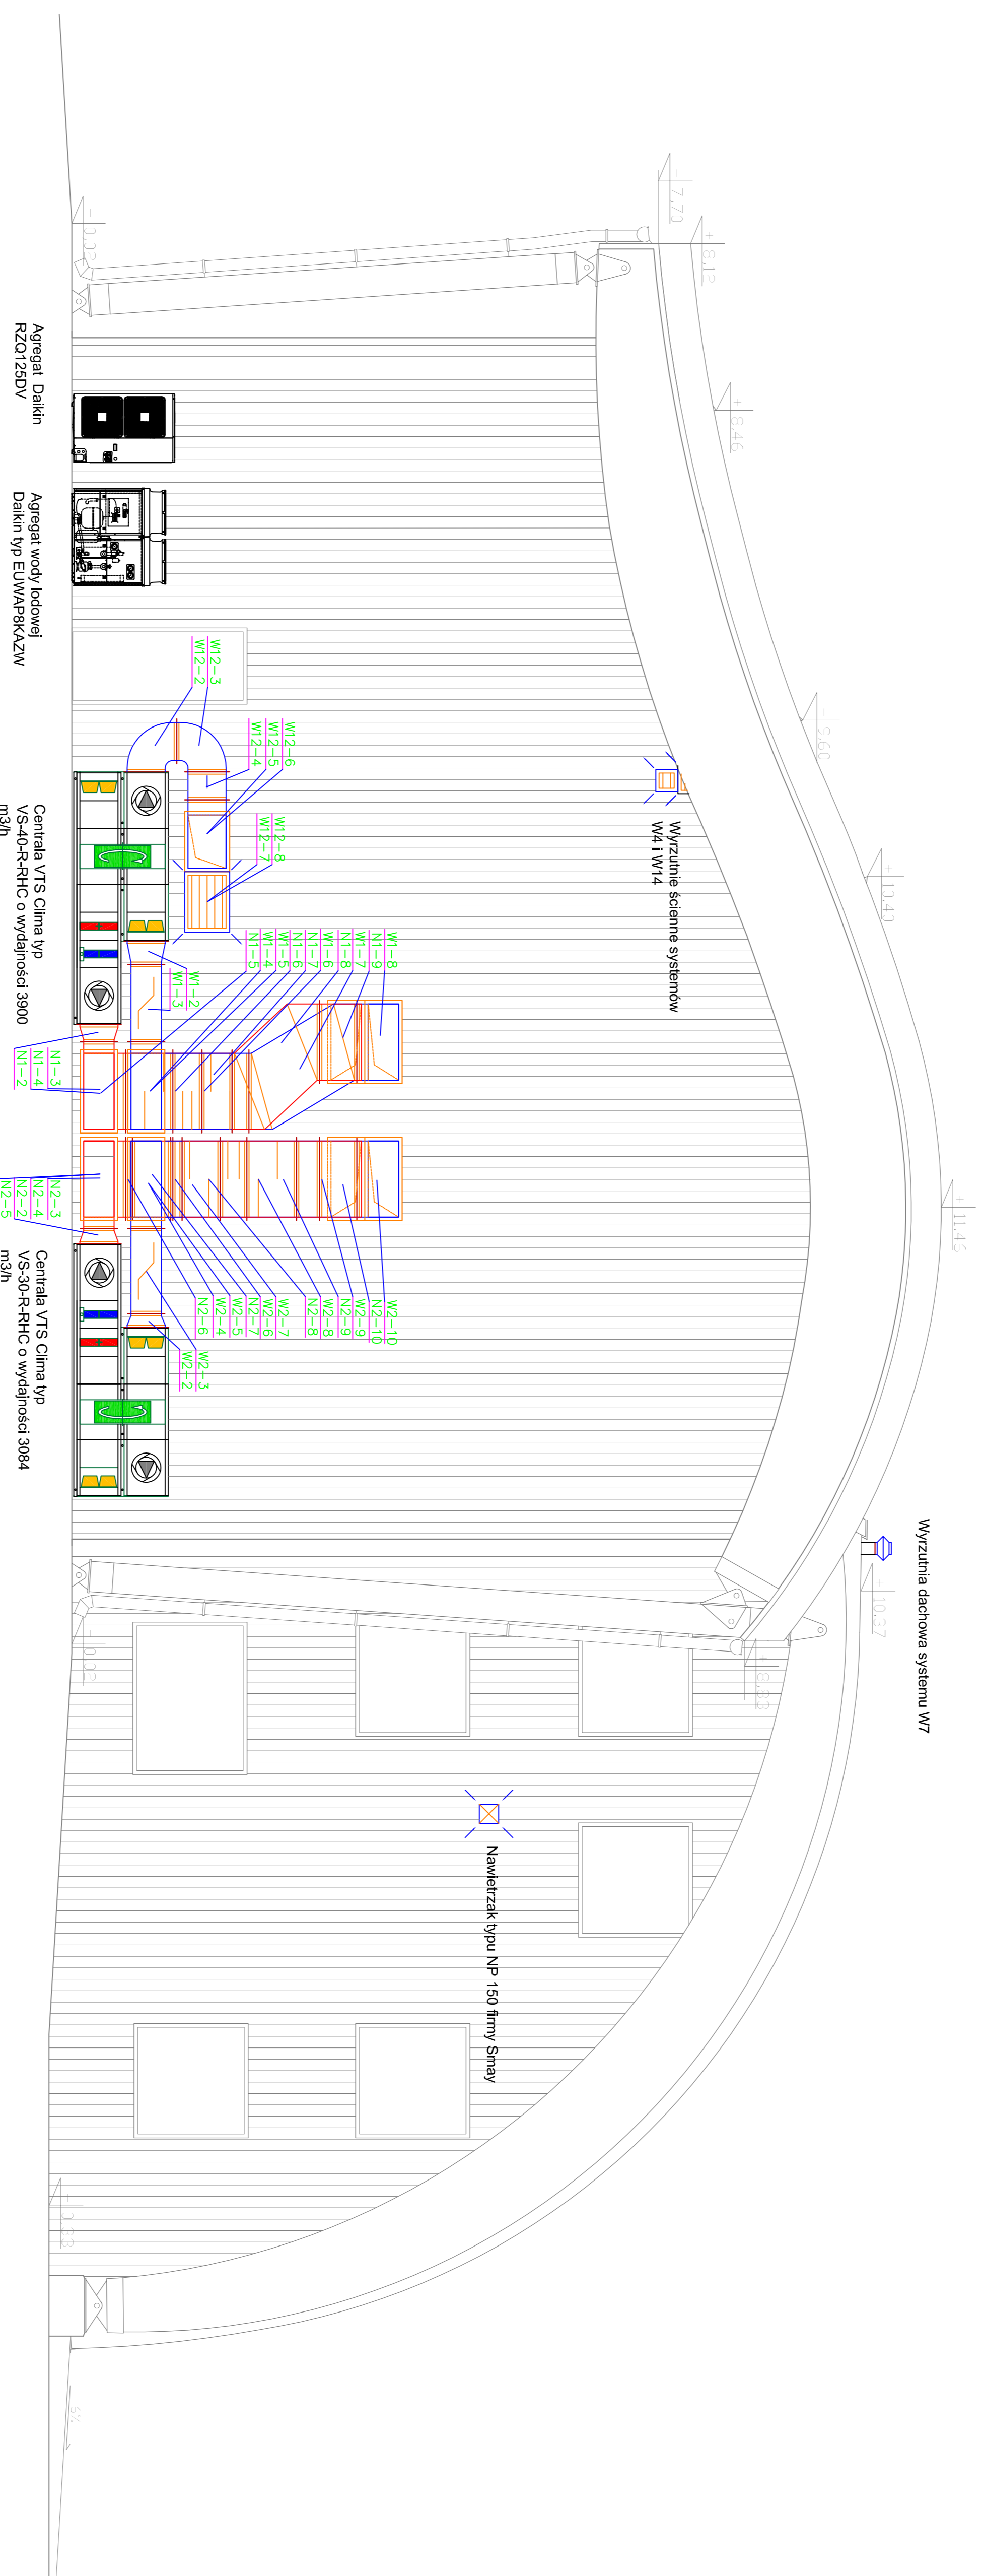 + 7,70
+ 8,12
+ 8,46
+ 9,60
+ 10,40
+ 11,46
Wyrzutnia dachowa systemu W7
+ 10,37
+ 8,83
Wyrzutnie ścienne systemów
W4 i W14
Nawietrzak typu NP 150 firmy Smay
W12-3
W12-2
W12-6
W12-5
W12-4
W12-8
W12-7
W1-8
N1-9
W1-7
N1-8
W1-6
N1-7
N1-6
W1-5
W1-4
N1-5
W1-2
W1-3
W2-10
N2-10
W2-9
N2-9
W2-8
N2-8
W2-7
W2-6
N2-7
W2-5
W2-4
N2-6
W2-3
W2-2
N1-3
N1-4
N1-2
N2-3
N2-4
N2-2
N2-5
- 0,02
- 0,02
- 0,33
6%
Agregat Daikin
RZQ125DV
Agregat wody lodowej
Daikin typ EUWAP8KAZW
Centrala VTS Clima typ
VS-40-R-RHC o wydajności 3900
m3/h
Centrala VTS Clima typ
VS-30-R-RHC o wydajności 3084
m3/h